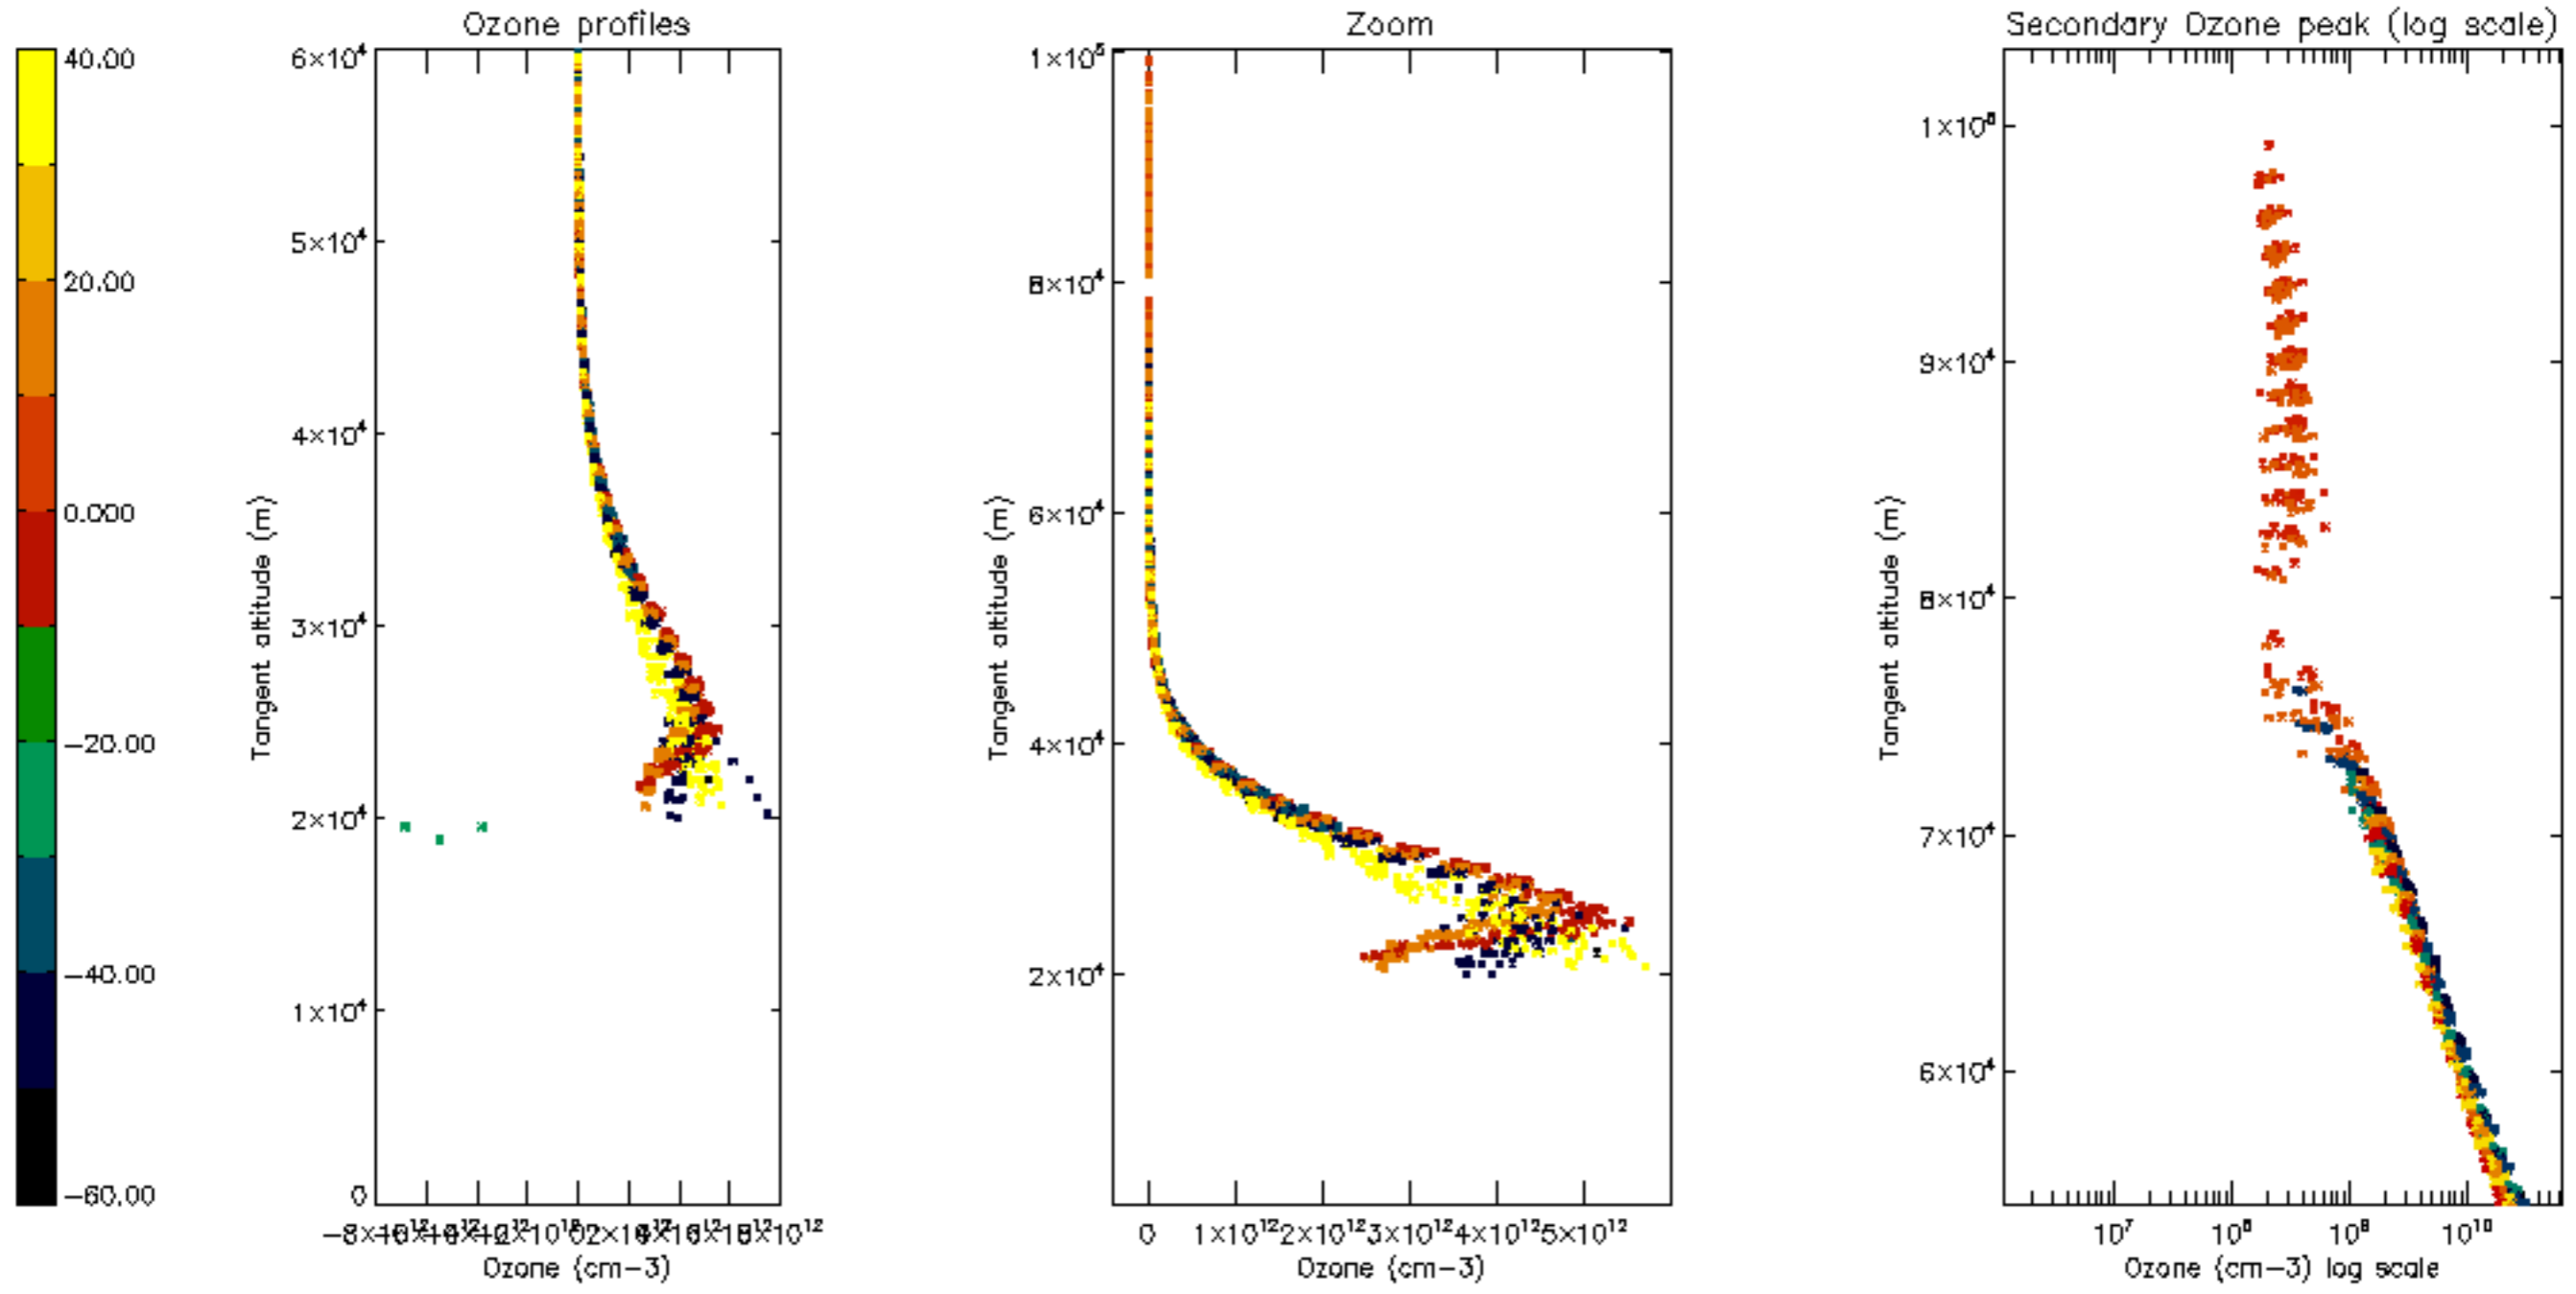 40.00
20.00
0.000
−20.00
−40.00
−60.00
Ozone profiles
6×10⁴
5×10⁴
4×10⁴
3×10⁴
2×10⁴
1×10⁴
0
Tangent altitude (m)
Ozone (cm−3)
Zoom
1×10⁵
8×10⁴
6×10⁴
4×10⁴
2×10⁴
Tangent altitude (m)
0 1×10¹² 2×10¹² 3×10¹² 4×10¹² 5×10¹²
Ozone (cm−3)
Secondary Ozone peak (log scale)
1×10⁵
9×10⁴
8×10⁴
7×10⁴
6×10⁴
Tangent altitude (m)
10⁷ 10⁸ 10⁹ 10¹⁰
Ozone (cm−3) log scale